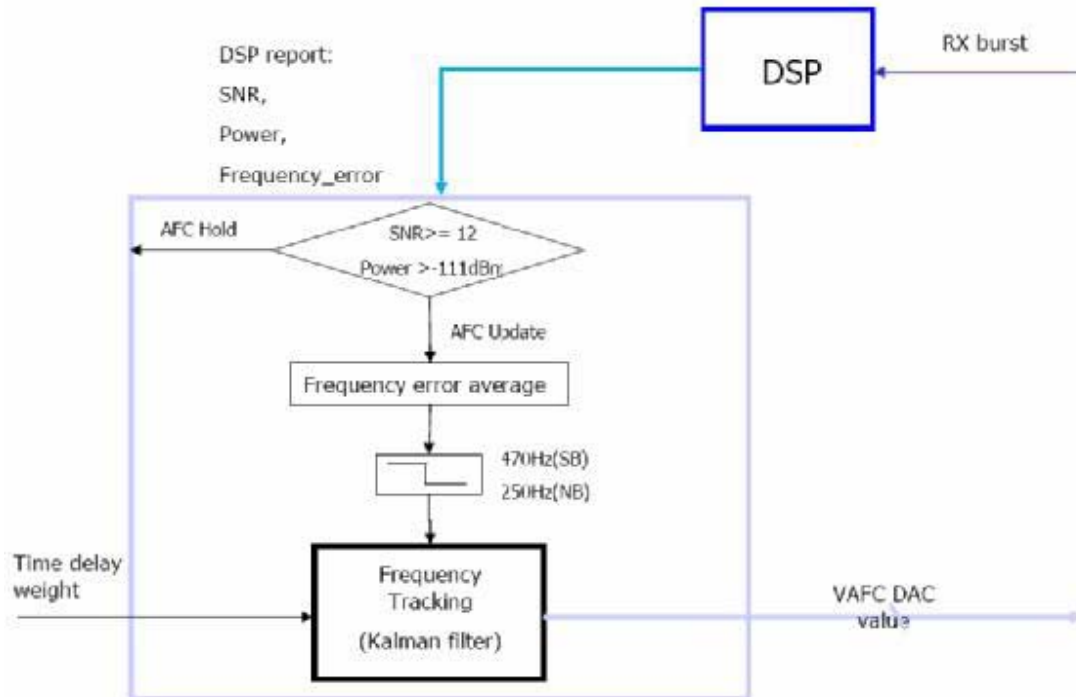 RX burst
DSP
DSP report:
SNR,
Power,
Frequency_error
AFC Hold
SNR>= 12
Power >-111dBm
AFC Update
Frequency error average
470Hz(SB)
250Hz(NB)
Time delay
weight
Frequency
Tracking
(Kalman filter)
VAFC DAC
value